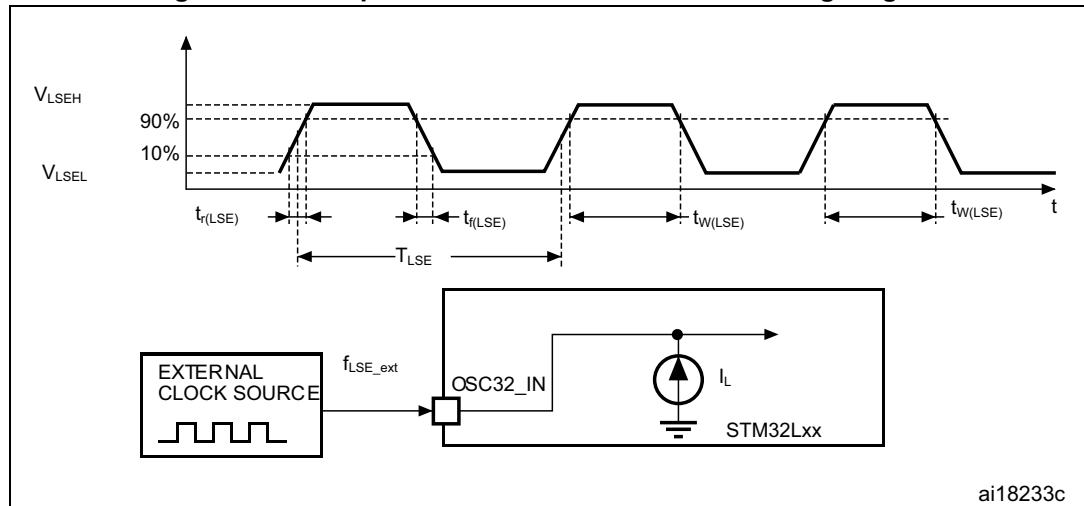 V_LSEH
90%
10%
V_LSEL
t_r(LSE)
t_f(LSE)
t_W(LSE)
t_W(LSE)
t
T_LSE
EXTERNAL
CLOCK SOURCE
f_LSE_ext
OSC32_IN
I_L
STM32Lxx
ai18233c